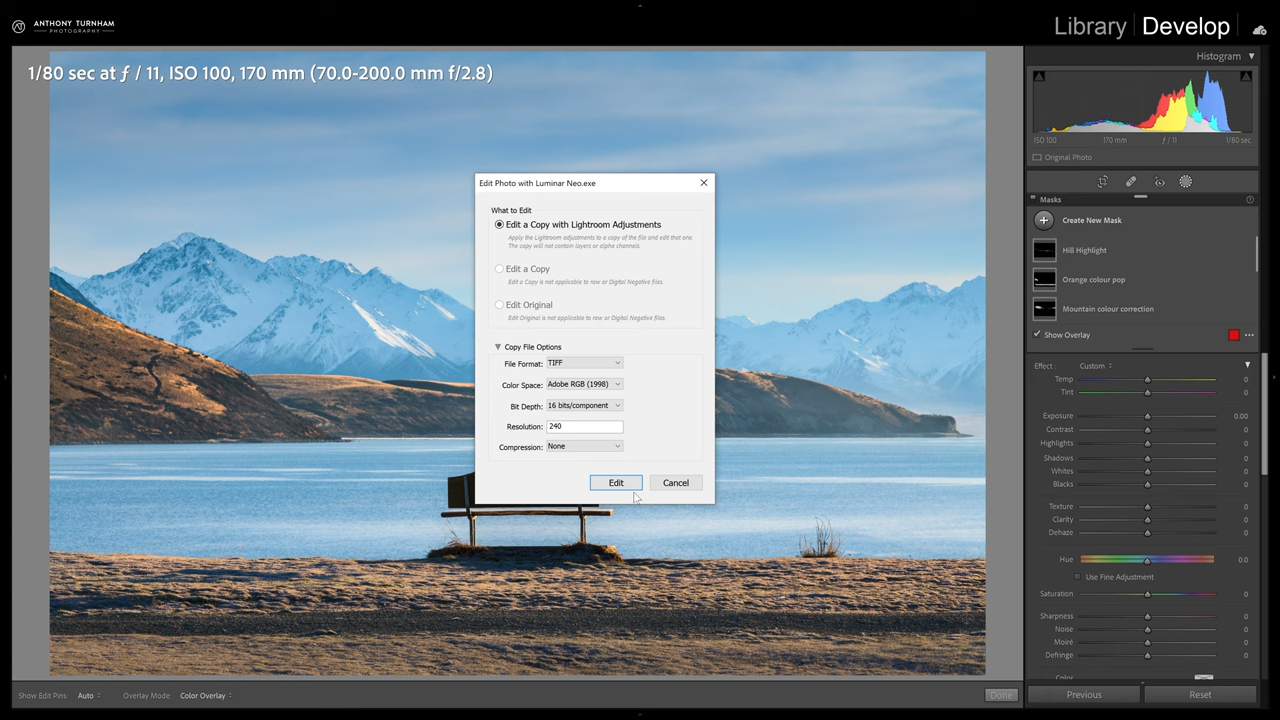 ANTHONY TURNHAM
PHOTOGRAPHY
Library
Develop
1/80 sec at ƒ / 11, ISO 100, 170 mm (70.0-200.0 mm f/2.8)
Histogram
ISO 100
170 mm
ƒ / 11
1/80 sec
Original Photo
Masks
Create New Mask
Hill Highlight
Orange colour pop
Mountain colour correction
Show Overlay
Effect :
Custom
Temp
0
Tint
0
Exposure
0.00
Contrast
0
Highlights
0
Shadows
0
Whites
0
Blacks
0
Texture
0
Clarity
0
Dehaze
0
Hue
0.0
Use Fine Adjustment
Saturation
0
Sharpness
0
Noise
0
Moiré
0
Defringe
0
Color
Previous
Reset
Edit Photo with Luminar Neo.exe
What to Edit
Edit a Copy with Lightroom Adjustments
Apply the Lightroom adjustments to a copy of the file and edit that one.
The copy will not contain layers or alpha channels.
Edit a Copy
Edit a Copy is not applicable to raw or Digital Negative files
Edit Original
Edit Original is not applicable to raw or Digital Negative files.
Copy File Options
File Format: TIFF
Color Space: Adobe RGB (1998)
Bit Depth: 16 bits/component
Resolution: 240
Compression: None
Edit
Cancel
Show Edit Pins:
Auto
Overlay Mode:
Color Overlay
Done